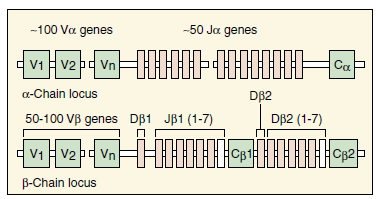 ~100 Vα genes ~50 Jα genes
V1 V2 Vn Cα
α-Chain locus
Dβ2
50-100 Vβ genes Dβ1 Jβ1 (1-7) Dβ2 (1-7)
V1 V2 Vn Cβ1 Cβ2
β-Chain locus